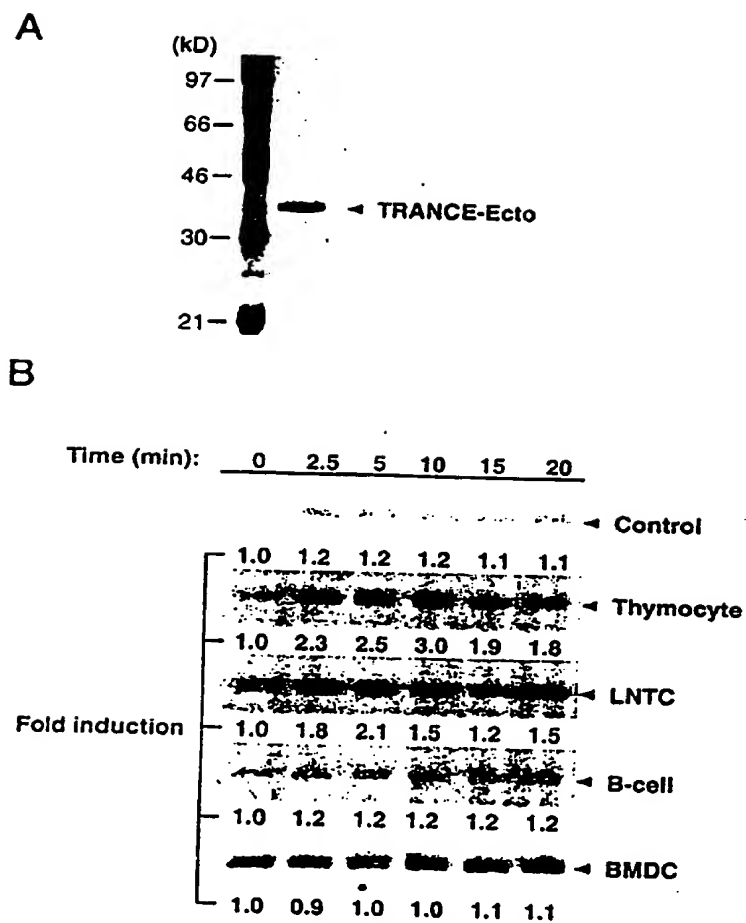 A
(kD)
97
66
46
TRANCE-Ecto
30
21
B
Time (min): 0 2.5 5 10 15 20
Control
1.0 1.2 1.2 1.2 1.1 1.1
Thymocyte
1.0 2.3 2.5 3.0 1.9 1.8
LNTC
Fold induction 1.0 1.8 2.1 1.5 1.2 1.5
B-cell
1.0 1.2 1.2 1.2 1.2 1.2
BMDC
1.0 0.9 1.0 1.0 1.1 1.1